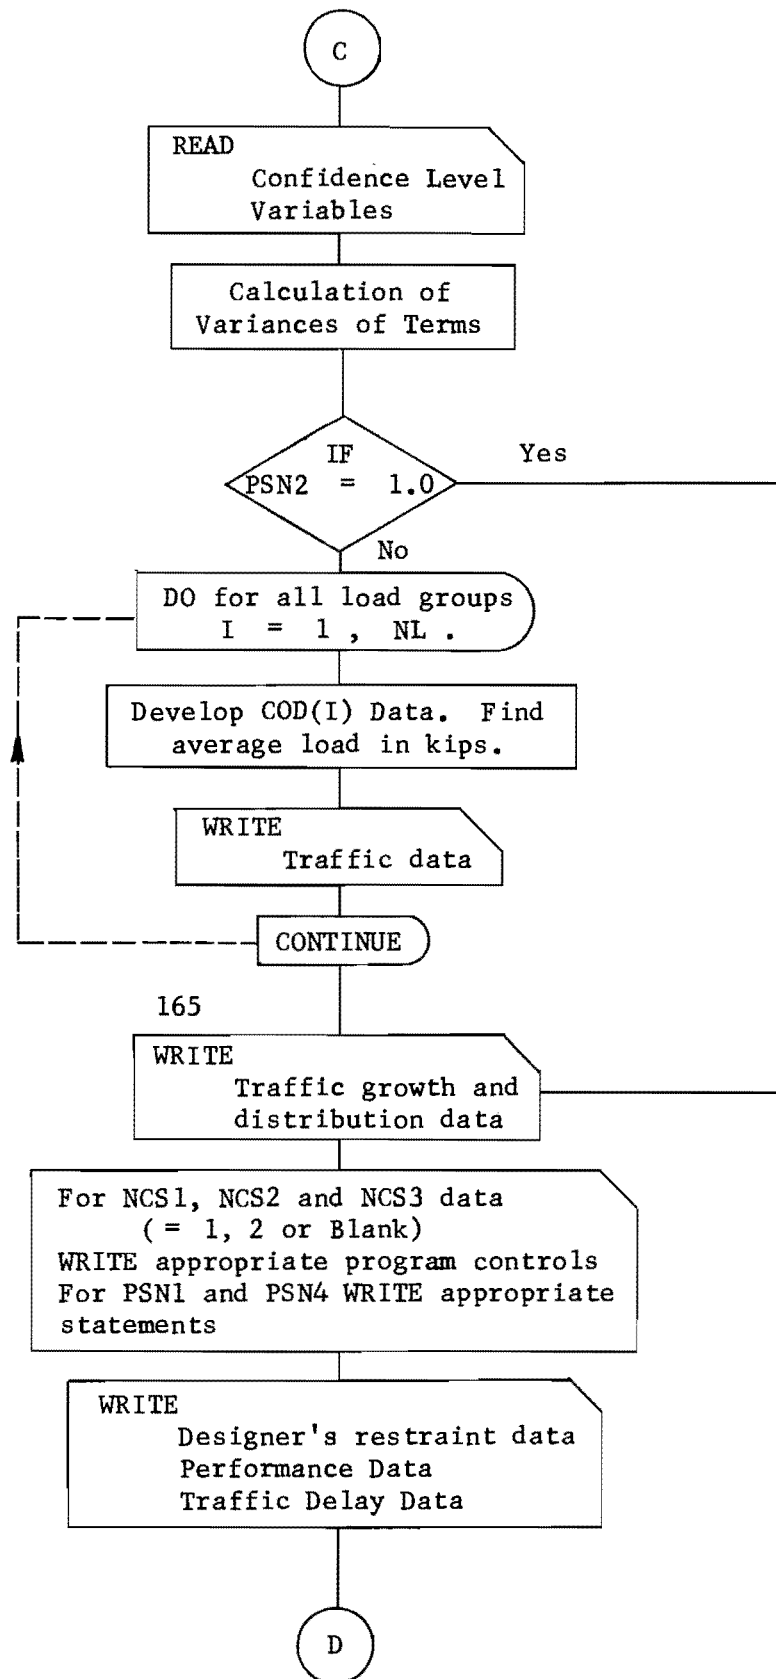 C
READ
Confidence Level
Variables
Calculation of
Variances of Terms
IF
PSN2 = 1.0
Yes
No
DO for all load groups
I = 1 , NL .
Develop COD(I) Data. Find
average load in kips.
WRITE
Traffic data
CONTINUE
165
WRITE
Traffic growth and
distribution data
For NCS1, NCS2 and NCS3 data
( = 1, 2 or Blank)
WRITE appropriate program controls
For PSN1 and PSN4 WRITE appropriate
statements
WRITE
Designer's restraint data
Performance Data
Traffic Delay Data
D